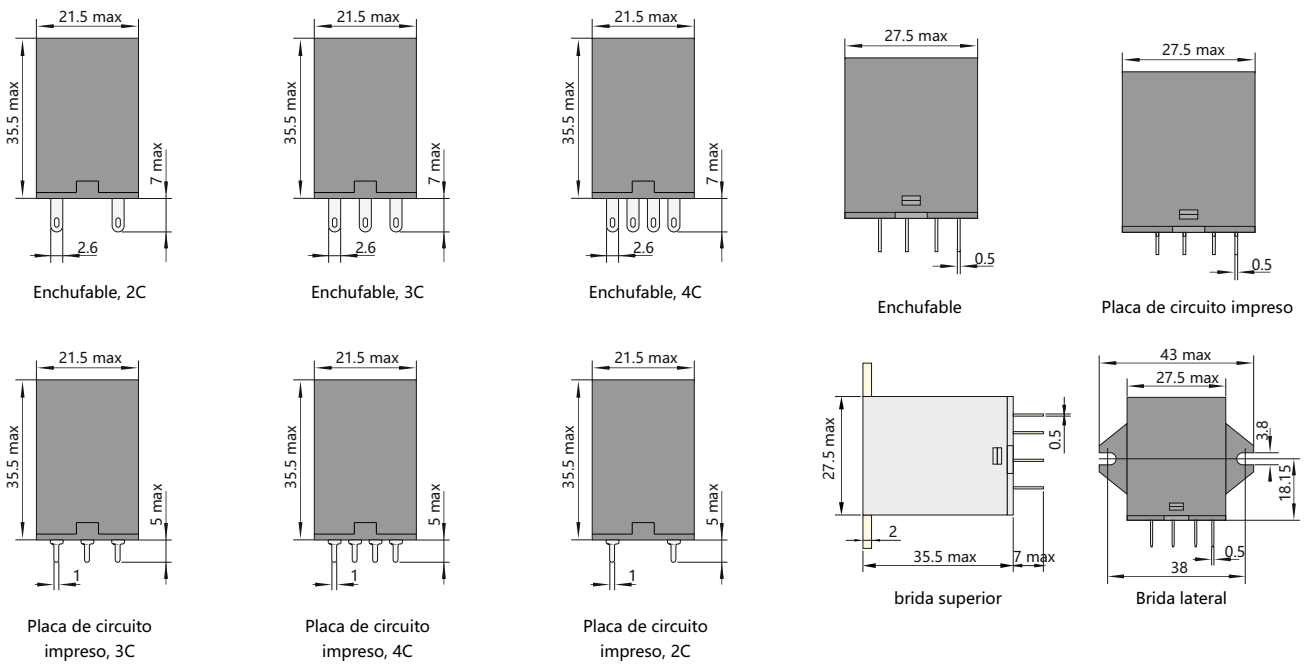 21.5 max
35.5 max
7 max
2.6
Enchufable, 2C
21.5 max
35.5 max
7 max
2.6
Enchufable, 3C
21.5 max
35.5 max
7 max
2.6
Enchufable, 4C
27.5 max
0.5
Enchufable
27.5 max
0.5
Placa de circuito impreso
21.5 max
35.5 max
5 max
1
Placa de circuito
impreso, 3C
21.5 max
35.5 max
5 max
1
Placa de circuito
impreso, 4C
21.5 max
35.5 max
5 max
1
Placa de circuito
impreso, 2C
27.5 max
0.5
2
35.5 max
7 max
brida superior
43 max
27.5 max
3.8
18.15
0.5
38
Brida lateral